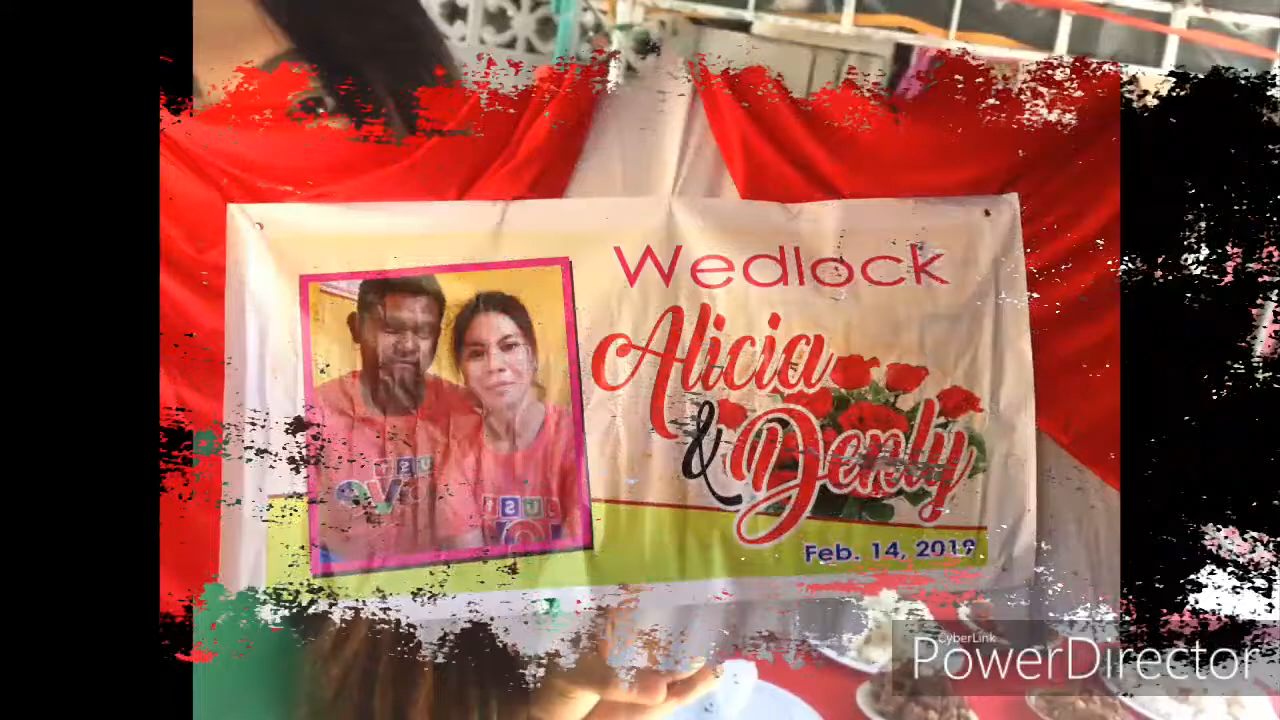 Wedlock
Alicia
& Denly
Feb. 14, 2019
CyberLink
PowerDirector